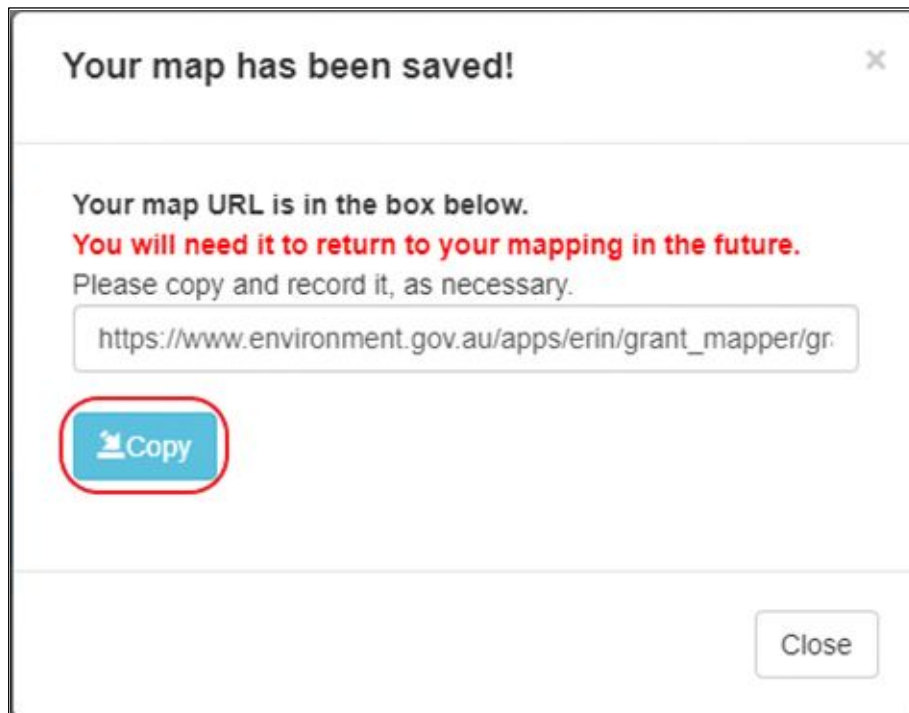 Your map has been saved!
×
Your map URL is in the box below.
You will need it to return to your mapping in the future.
Please copy and record it, as necessary.
https://www.environment.gov.au/apps/erin/grant_mapper/gr
Copy
Close